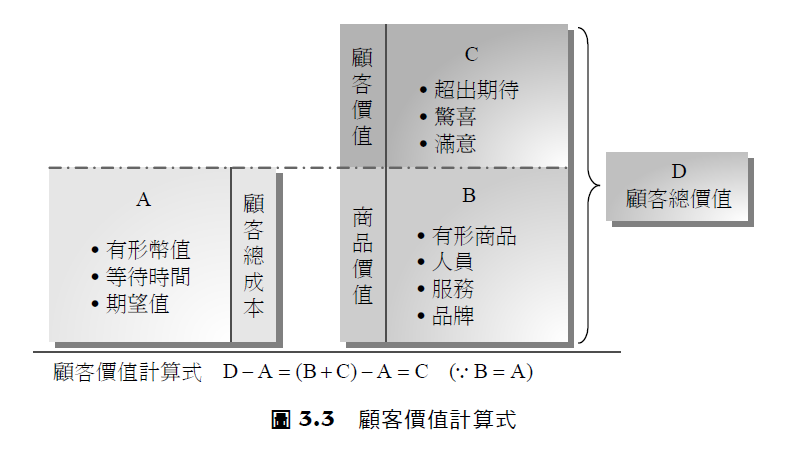 顧客價值
C
• 超出期待
• 驚喜
• 滿意
A
• 有形幣值
• 等待時間
• 期望值
顧客總成本
商品價值
B
• 有形商品
• 人員
• 服務
• 品牌
D
顧客總價值
顧客價值計算式 D－A＝(B＋C)－A＝C (∵B＝A)
圖 3.3 顧客價值計算式